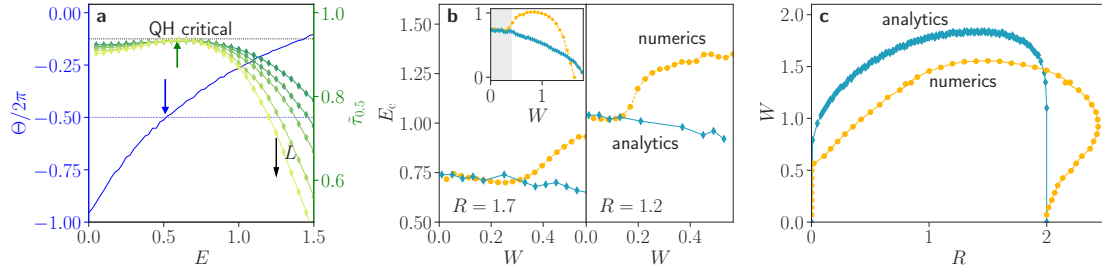 a
QH critical
−0.25
−0.50
−0.75
−1.00
Θ/2π
0.0
0.5
1.0
1.5
E
L
1.0
0.9
0.8
0.7
0.6
τ̃0.5
b
numerics
analytics
1.50
1.25
1.00
0.75
0.50
Ec
1
0
0
1
W
R = 1.7
R = 1.2
0.0
0.2
0.4
0.2
0.4
W
W
c
analytics
numerics
2.0
1.5
1.0
0.5
0.0
W
0
1
2
R